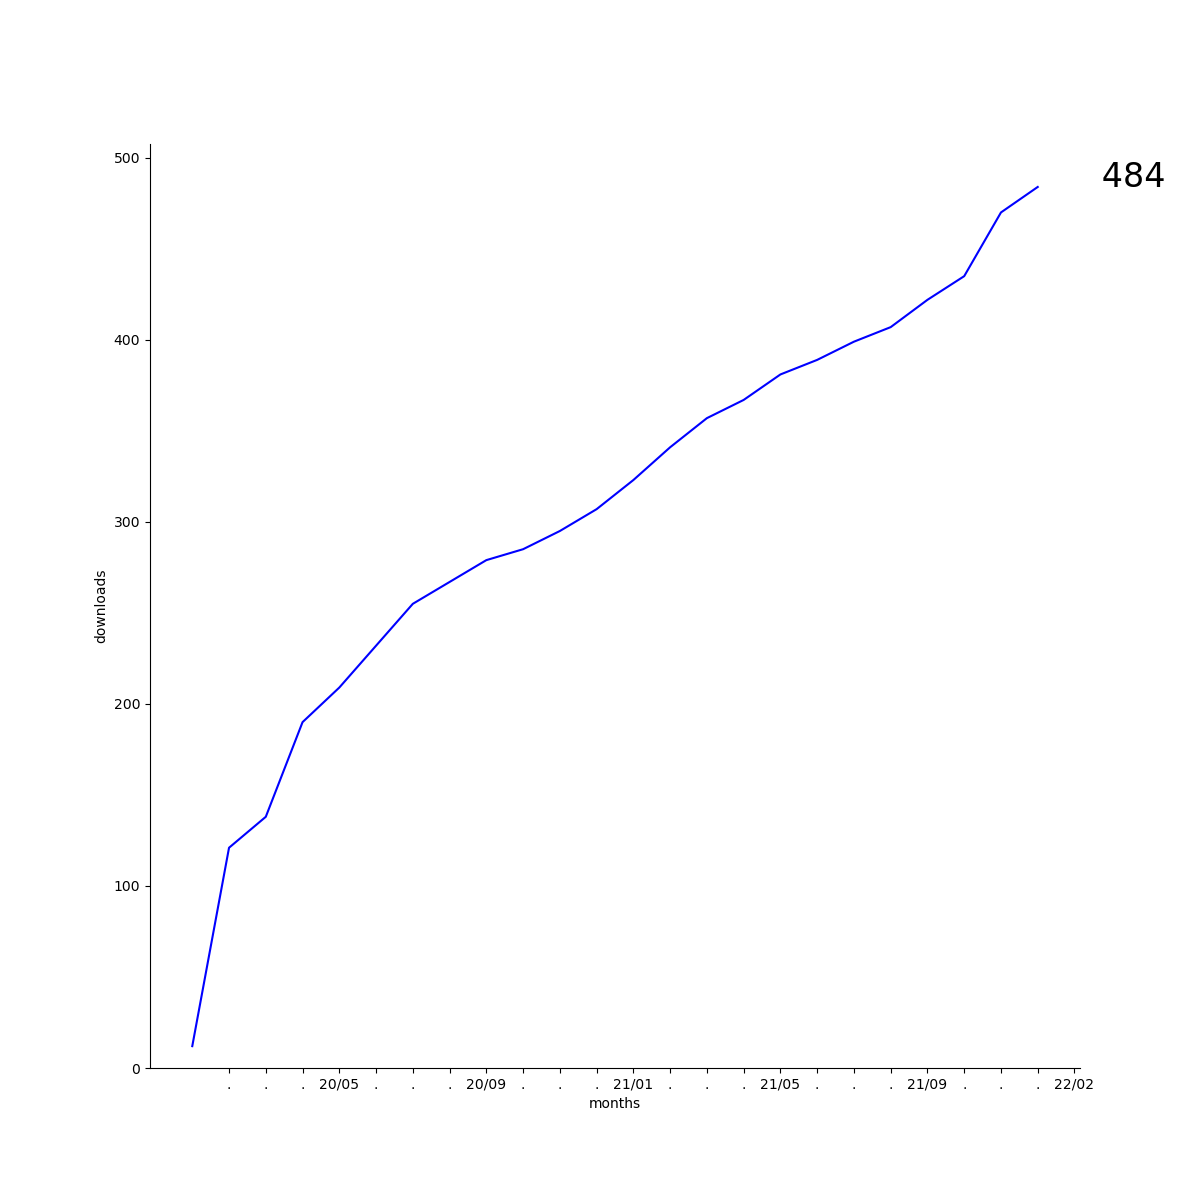 484
500
400
300
200
100
0
downloads
. . . 20/05 . . . 20/09 . . . 21/01 . . . 21/05 . . . 21/09 . . . 22/02
months